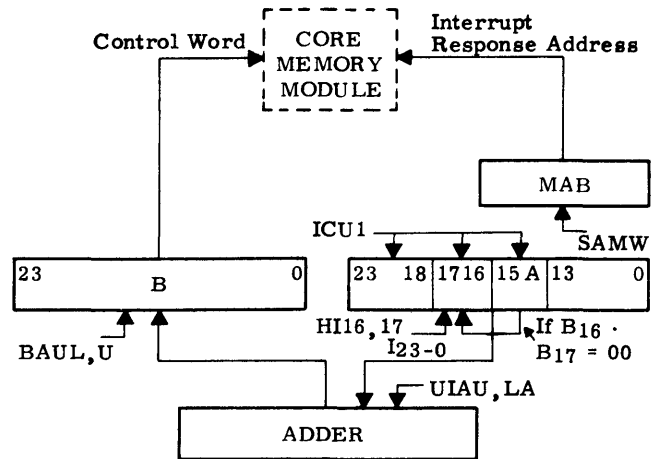 Control Word
CORE
MEMORY
MODULE
Interrupt
Response Address
MAB
SAMW
ICU1
23 B 0
23 18 17 16 15 A 13 0
BAUL, U
HI16, 17
I23-0
If B16 ·
B17 = 00
UIAU, LA
ADDER